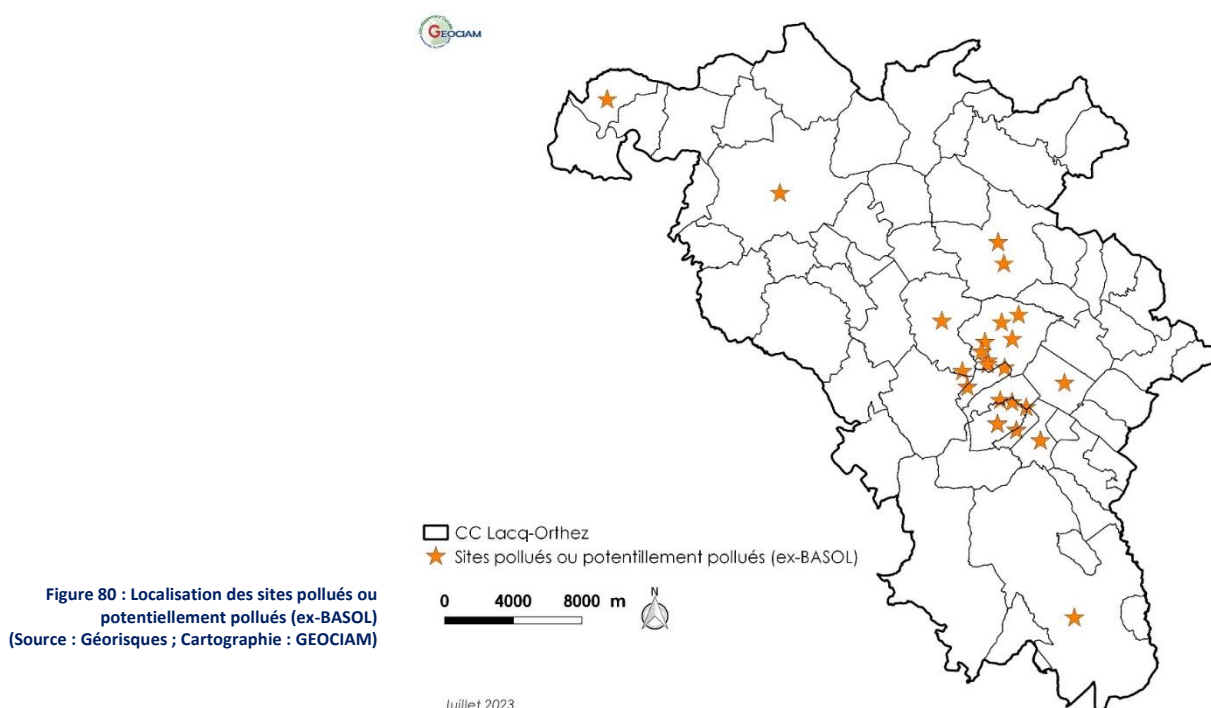 GEOCIAM
CC Lacq-Orthez
Sites pollués ou potentillement pollués (ex-BASOL)
0 4000 8000 m
N
Figure 80 : Localisation des sites pollués ou
potentiellement pollués (ex-BASOL)
(Source : Géorisques ; Cartographie : GEOCIAM)
Juillet 2023